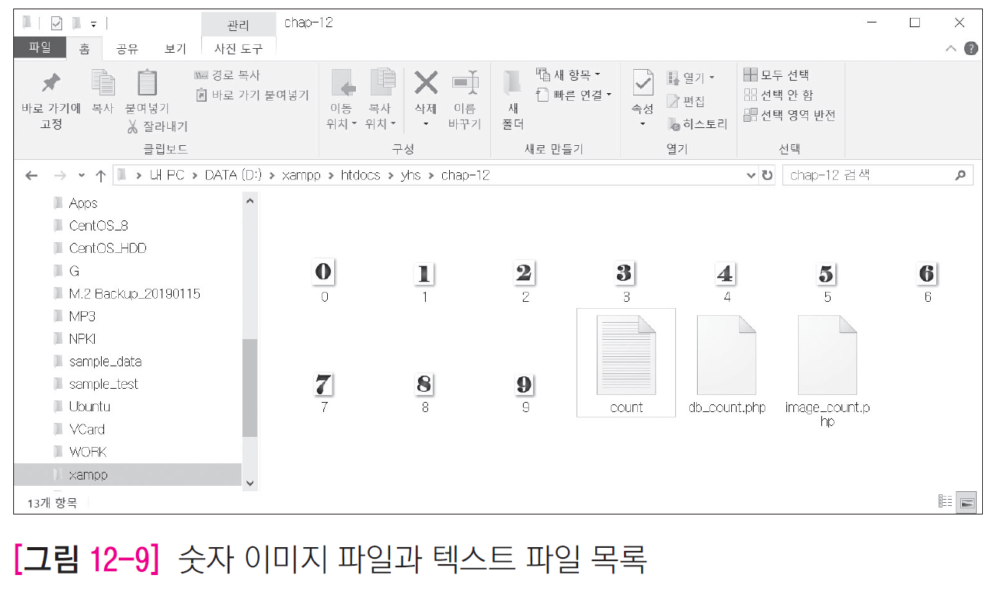 관리 chap-12
파일 홈 공유 보기 사진 도구
바로 가기에 고정
복사
붙여넣기
경로 복사
바로 가기 붙여넣기
잘라내기
클립보드
이동 위치
복사 위치
삭제
이름 바꾸기
구성
새 폴더
새 항목
빠른 연결
새로 만들기
속성
열기
편집
히스토리
열기
모두 선택
선택 안 함
선택 영역 반전
선택
내 PC > DATA (D:) > xampp > htdocs > yhs > chap-12
chap-12 검색
Apps
CentOS_8
CentOS_HDD
G
M.2 Backup_20190115
MP3
NPKI
sample_data
sample_test
Ubuntu
VCard
WORK
xampp
0 1 2 3 4 5 6
0 1 2 3 4 5 6
7 8 9
7 8 9 count db_count.php image_count.p
hp
13개 항목
[그림 12-9] 숫자 이미지 파일과 텍스트 파일 목록